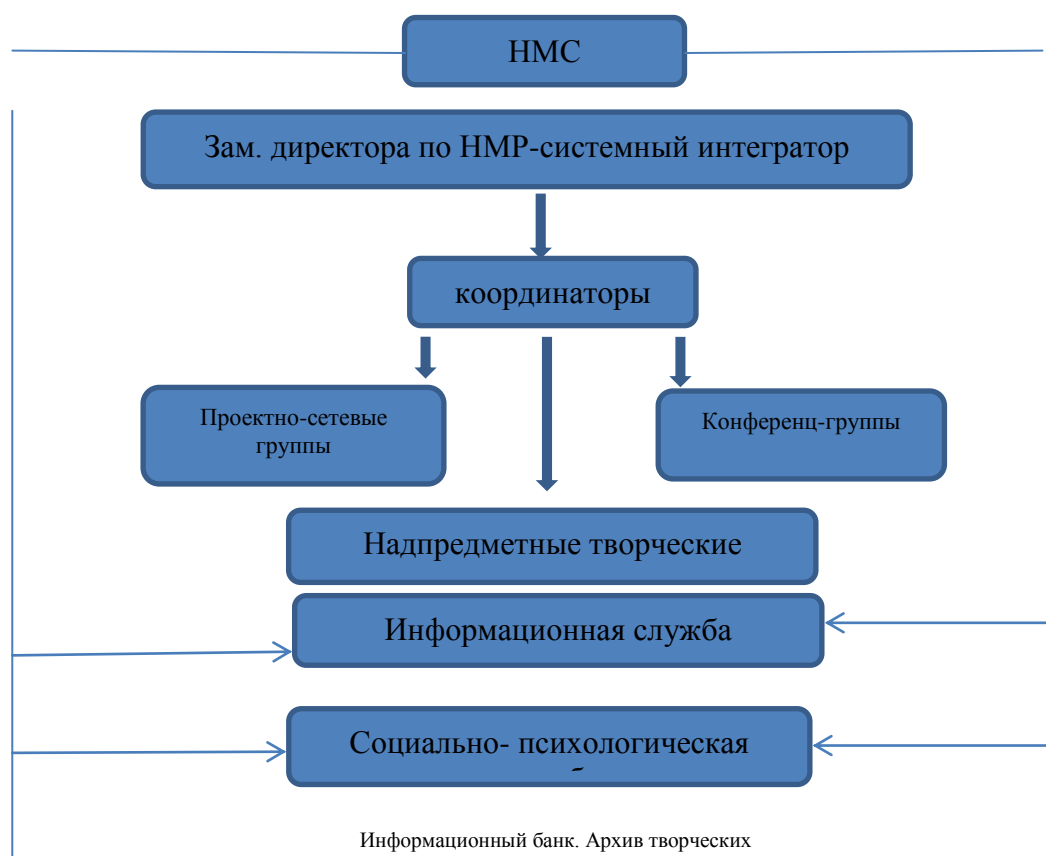 НМС
Зам. директора по НМР-системный интегратор
координаторы
Проектно-сетевые
группы
Конференц-группы
Надпредметные творческие
Информационная служба
Социально- психологическая
Информационный банк. Архив творческих